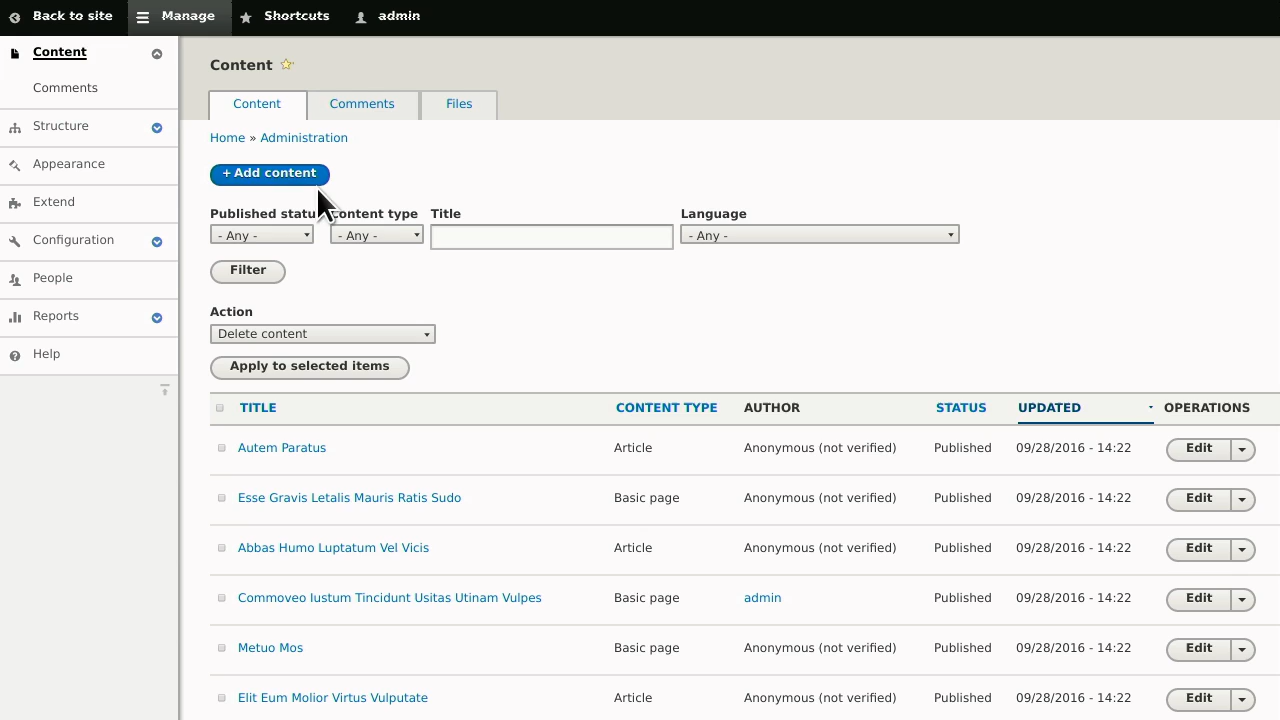 Back to site Manage Shortcuts admin
Content
Comments
Structure
Appearance
Extend
Configuration
People
Reports
Help
Content
Content Comments Files
Home » Administration
+ Add content
Published statu ontent type Title Language
- Any - - Any - - Any -
Filter
Action
Delete content
Apply to selected items
TITLE CONTENT TYPE AUTHOR STATUS UPDATED OPERATIONS
Autem Paratus Article Anonymous (not verified) Published 09/28/2016 - 14:22 Edit
Esse Gravis Letalis Mauris Ratis Sudo Basic page Anonymous (not verified) Published 09/28/2016 - 14:22 Edit
Abbas Humo Luptatum Vel Vicis Article Anonymous (not verified) Published 09/28/2016 - 14:22 Edit
Commoveo Iustum Tincidunt Usitas Utinam Vulpes Basic page admin Published 09/28/2016 - 14:22 Edit
Metuo Mos Basic page Anonymous (not verified) Published 09/28/2016 - 14:22 Edit
Elit Eum Molior Virtus Vulputate Article Anonymous (not verified) Published 09/28/2016 - 14:22 Edit